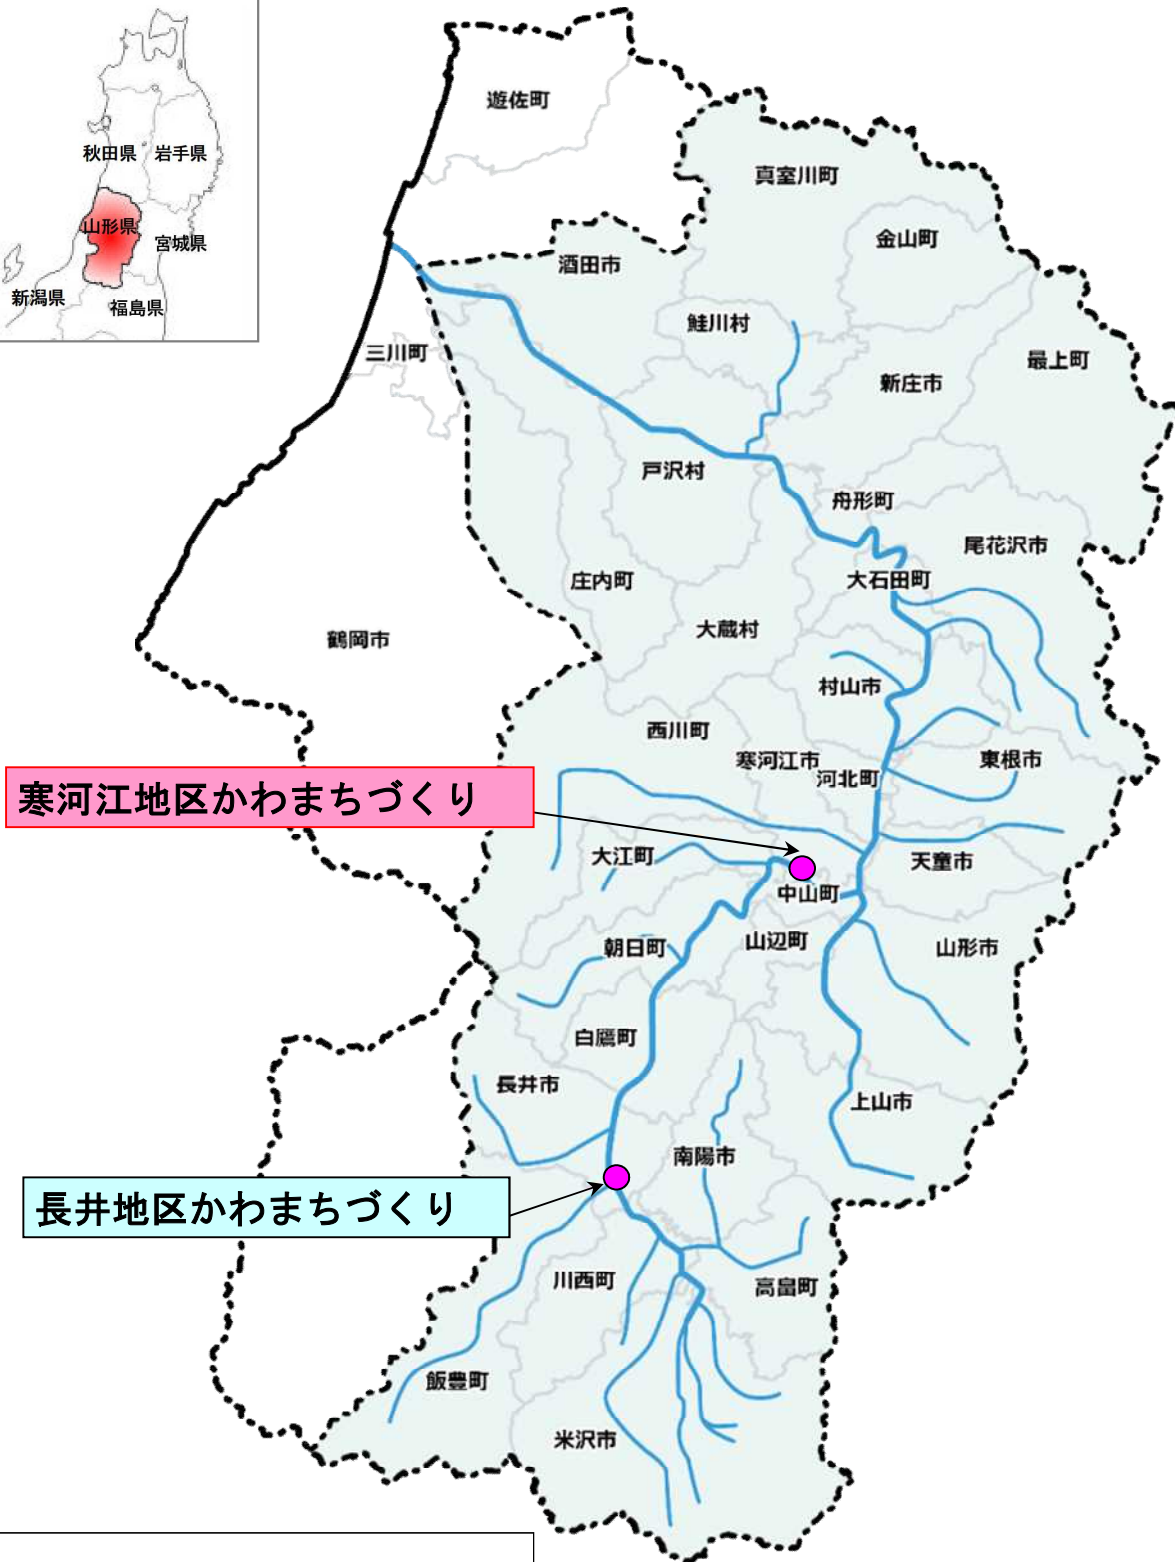 秋田県
岩手県
山形県
宮城県
新潟県
福島県
遊佐町
真室川町
金山町
酒田市
鮭川村
三川町
最上町
新庄市
戸沢村
舟形町
尾花沢市
庄内町
大石田町
大蔵村
鶴岡市
村山市
西川町
寒河江市
東根市
河北町
寒河江地区かわまちづくり
大江町
天童市
中山町
山辺町
朝日町
山形市
白鷹町
長井市
上山市
南陽市
長井地区かわまちづくり
川西町
高畠町
飯豊町
米沢市